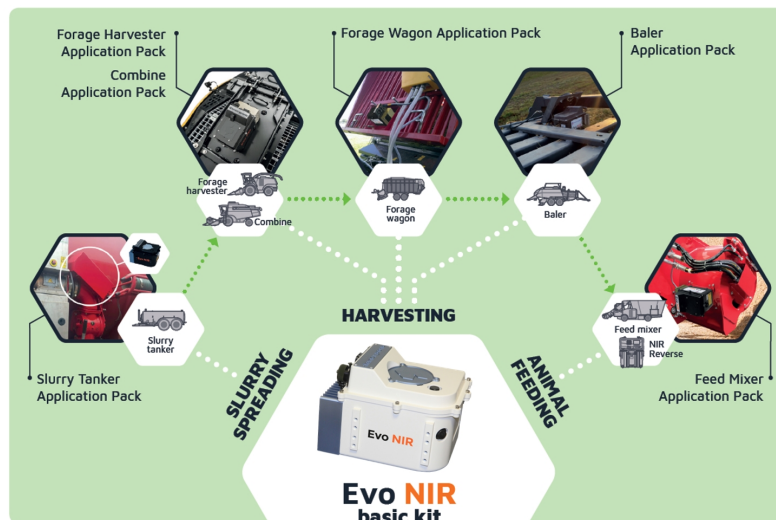 Forage Harvester
Application Pack
Combine
Application Pack
Forage Wagon Application Pack
Baler
Application Pack
Forage
harvester
Combine
Forage
wagon
Baler
Slurry
tanker
Feed mixer
NIR
Reverse
Slurry Tanker
Application Pack
Feed Mixer
Application Pack
HARVESTING
SLURRY
SPREADING
ANIMAL
FEEDING
Evo NIR
Evo NIR
basic kit